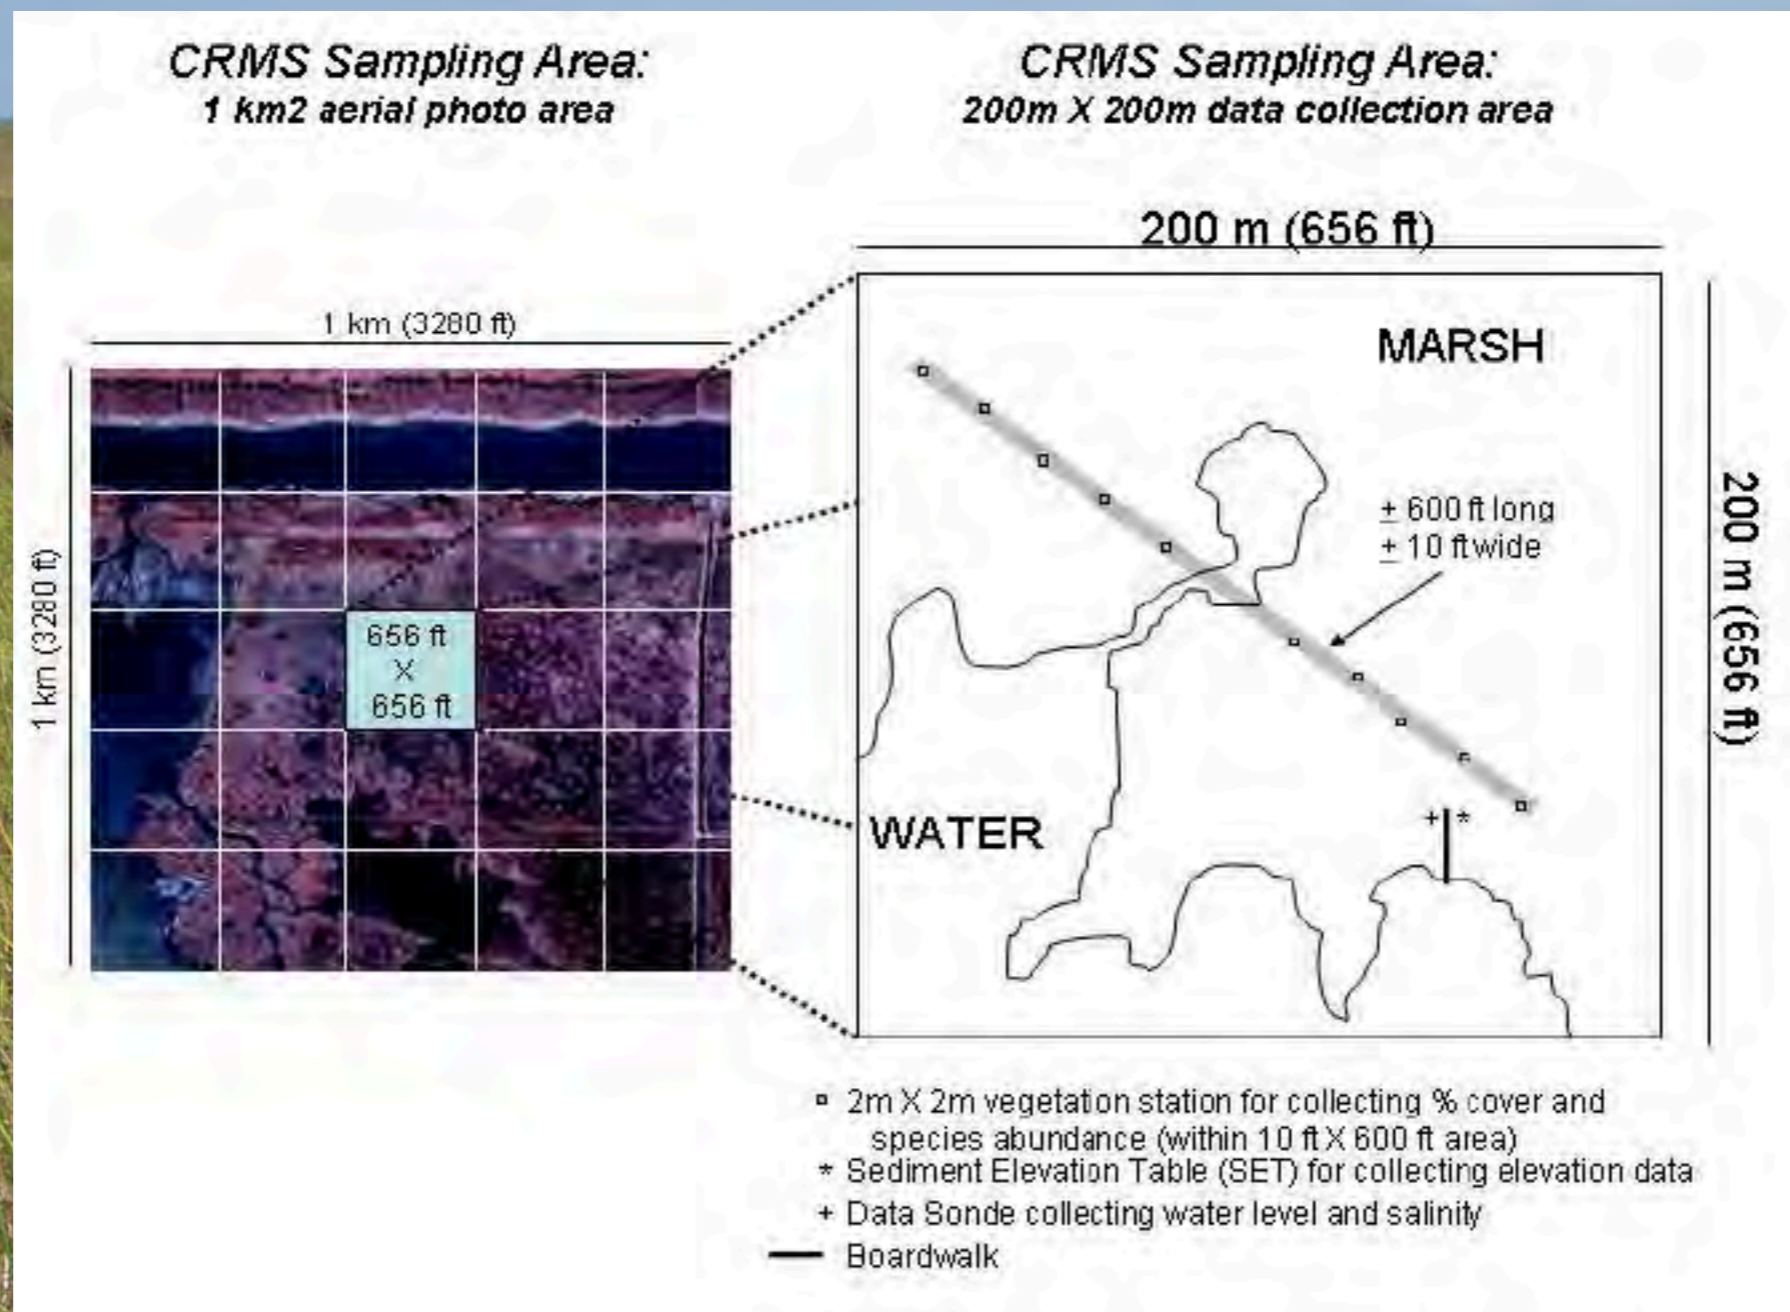 CRMS Sampling Area:
1 km2 aerial photo area
CRMS Sampling Area:
200m X 200m data collection area
1 km (3280 ft)
1 km (3280 ft)
656 ft
X
656 ft
200 m (656 ft)
200 m (656 ft)
MARSH
+ 600 ft long
+ 10 ft wide
WATER
+ *
▫ 2m X 2m vegetation station for collecting % cover and
species abundance (within 10 ft X 600 ft area)
* Sediment Elevation Table (SET) for collecting elevation data
+ Data Sonde collecting water level and salinity
Boardwalk